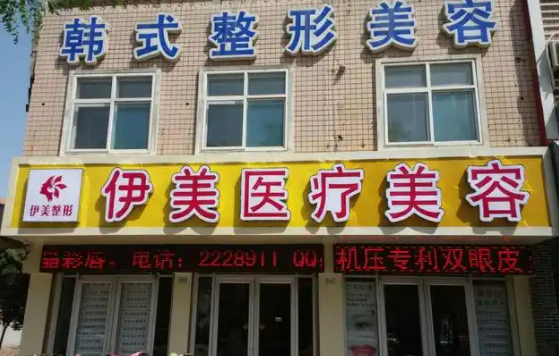 韩式整形美容
伊美整形
伊美医疗美容
晶彩唇。电话:2228911 QQ:
机压专利双眼皮